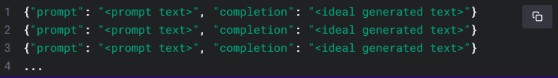 1 {"prompt": "<prompt text>", "completion": "<ideal generated text>"}
2 {"prompt": "<prompt text>", "completion": "<ideal generated text>"}
3 {"prompt": "<prompt text>", "completion": "<ideal generated text>"}
4 ...